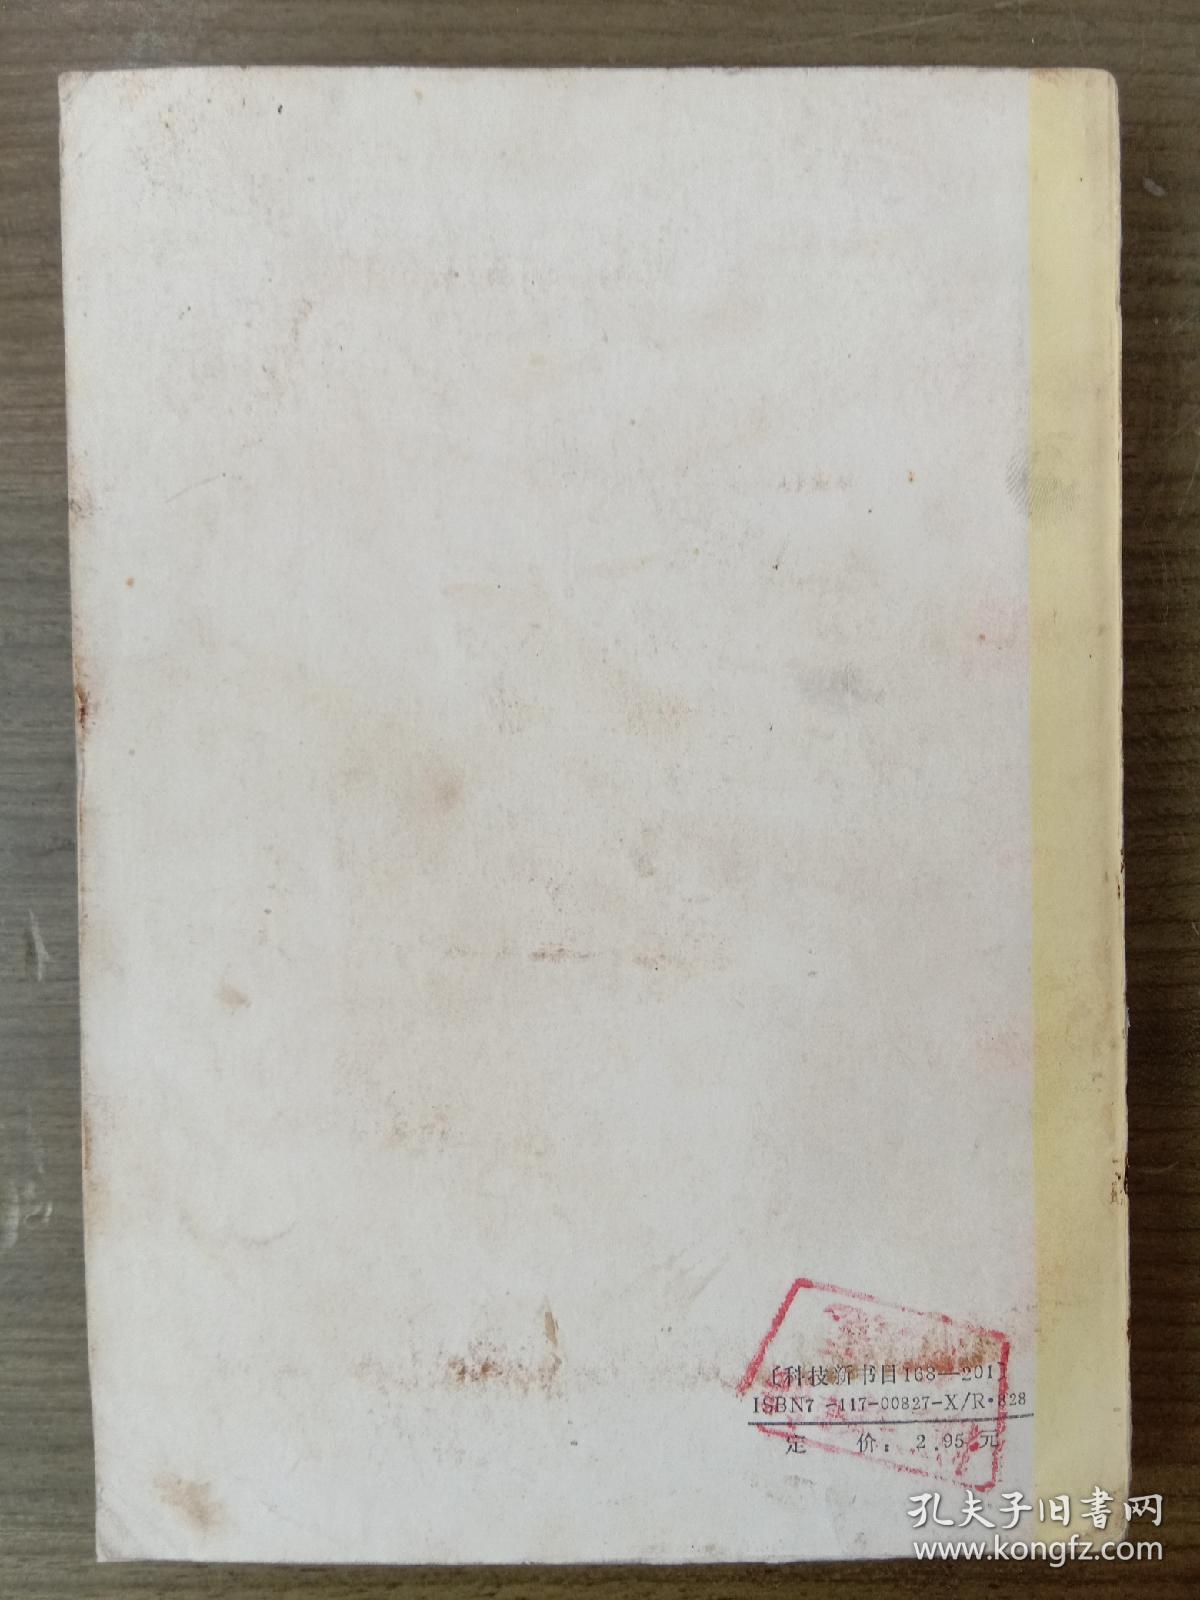 〔科技新书目168—201〕
ISBN7-117-00827-X/R·828
定 价：2.95元
孔夫子旧書网
www.kongfz.com